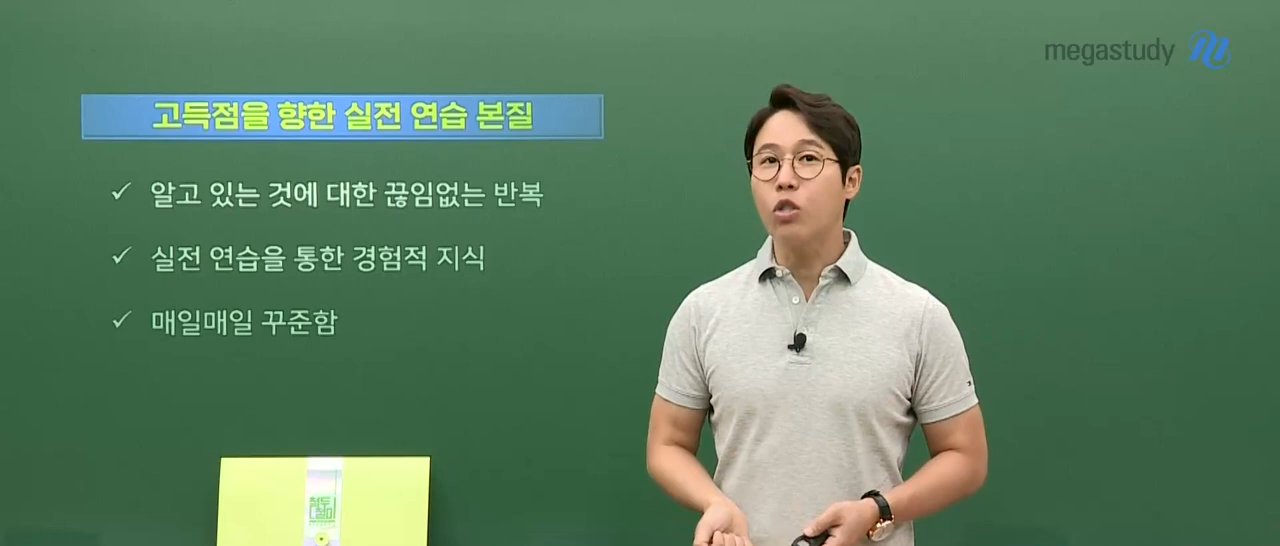 megastudy
고득점을 향한 실전 연습 본질
알고 있는 것에 대한 끊임없는 반복
실전 연습을 통한 경험적 지식
매일매일 꾸준함